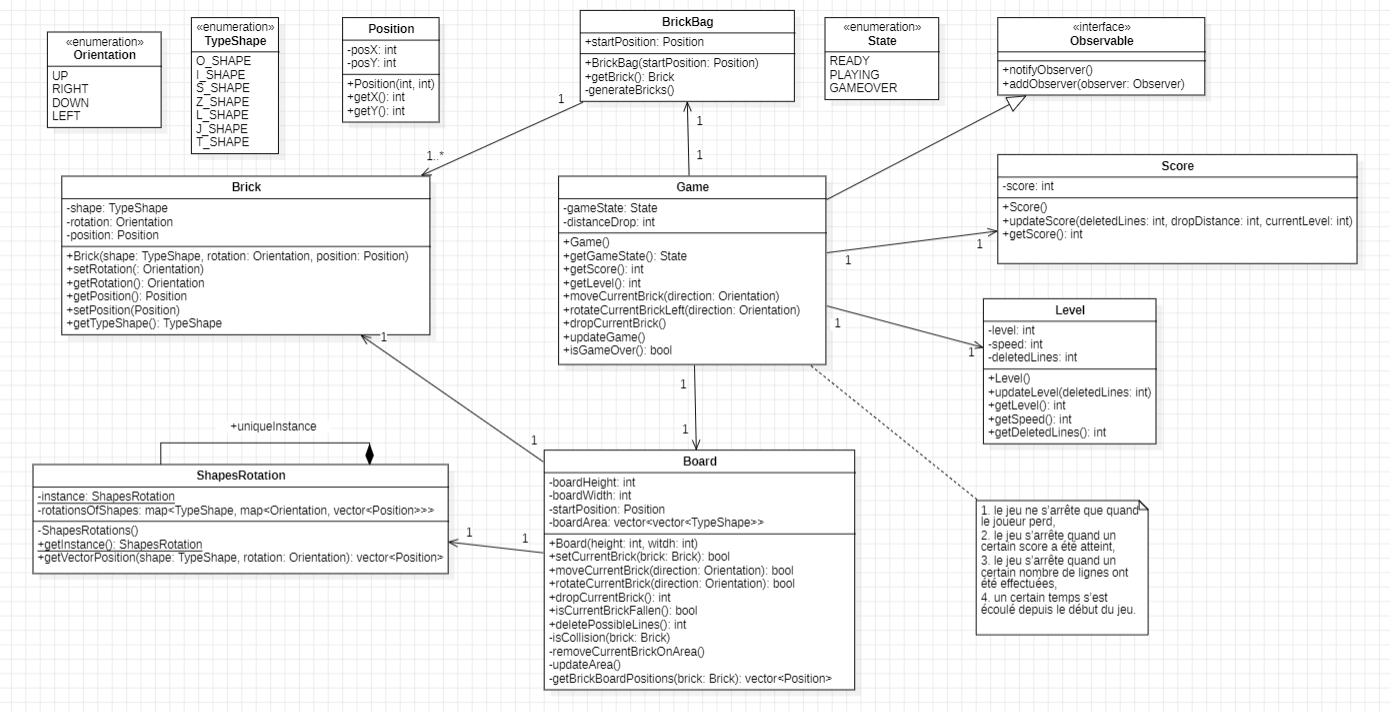 «enumeration»
Orientation
UP
RIGHT
DOWN
LEFT
«enumeration»
TypeShape
O_SHAPE
I_SHAPE
S_SHAPE
Z_SHAPE
L_SHAPE
J_SHAPE
T_SHAPE
Position
-posX: int
-posY: int
+Position(int, int)
+getX(): int
+getY(): int
BrickBag
+startPosition: Position
+BrickBag(startPosition: Position)
+getBrick(): Brick
-generateBricks()
«enumeration»
State
READY
PLAYING
GAMEOVER
«interface»
Observable
+notifyObserver()
+addObserver(observer: Observer)
1
1..*
1
1
Brick
-shape: TypeShape
-rotation: Orientation
-position: Position
+Brick(shape: TypeShape, rotation: Orientation, position: Position)
+setRotation(: Orientation)
+getRotation(): Orientation
+getPosition(): Position
+setPosition(Position)
+getTypeShape(): TypeShape
Game
-gameState: State
-distanceDrop: int
+Game()
+getGameState(): State
+getScore(): int
+getLevel(): int
+moveCurrentBrick(direction: Orientation)
+rotateCurrentBrickLeft(direction: Orientation)
+dropCurrentBrick()
+updateGame()
+isGameOver(): bool
Score
-score: int
+Score()
+updateScore(deletedLines: int, dropDistance: int, currentLevel: int)
+getScore(): int
1
1
Level
-level: int
-speed: int
-deletedLines: int
+Level()
+updateLevel(deletedLines: int)
+getLevel(): int
+getSpeed(): int
+getDeletedLines(): int
1
1
1
1
1
1
+uniqueInstance
ShapesRotation
-instance: ShapesRotation
-rotationsOfShapes: map<TypeShape, map<Orientation, vector<Position>>>
-ShapesRotations()
+getInstance(): ShapesRotation
+getVectorPosition(shape: TypeShape, rotation: Orientation): vector<Position>
1
1
Board
-boardHeight: int
-boardWidth: int
-startPosition: Position
-boardArea: vector<vector<TypeShape>>
+Board(height: int, witdh: int)
+setCurrentBrick(brick: Brick): bool
+moveCurrentBrick(direction: Orientation): bool
+rotateCurrentBrick(direction: Orientation): bool
+dropCurrentBrick(): int
+isCurrentBrickFallen(): bool
+deletePossibleLines(): int
-isCollision(brick: Brick)
-removeCurrentBrickOnArea()
-updateArea()
-getBrickBoardPositions(brick: Brick): vector<Position>
1. le jeu ne s'arrête que quand
le joueur perd,
2. le jeu s'arrête quand un
certain score a été atteint,
3. le jeu s'arrête quand un
certain nombre de lignes ont
été effectuées,
4. un certain temps s'est
écoulé depuis le début du jeu.